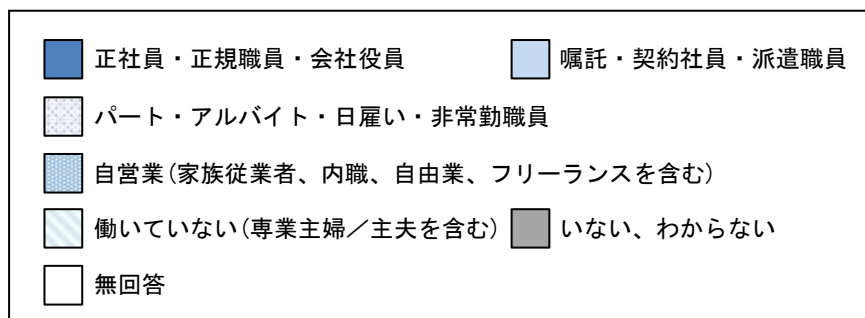 正社員・正規職員・会社役員 嘱託・契約社員・派遣職員
パート・アルバイト・日雇い・非常勤職員
自営業(家族従業者、内職、自由業、フリーランスを含む)
働いていない(専業主婦／主夫を含む) いない、わからない
無回答